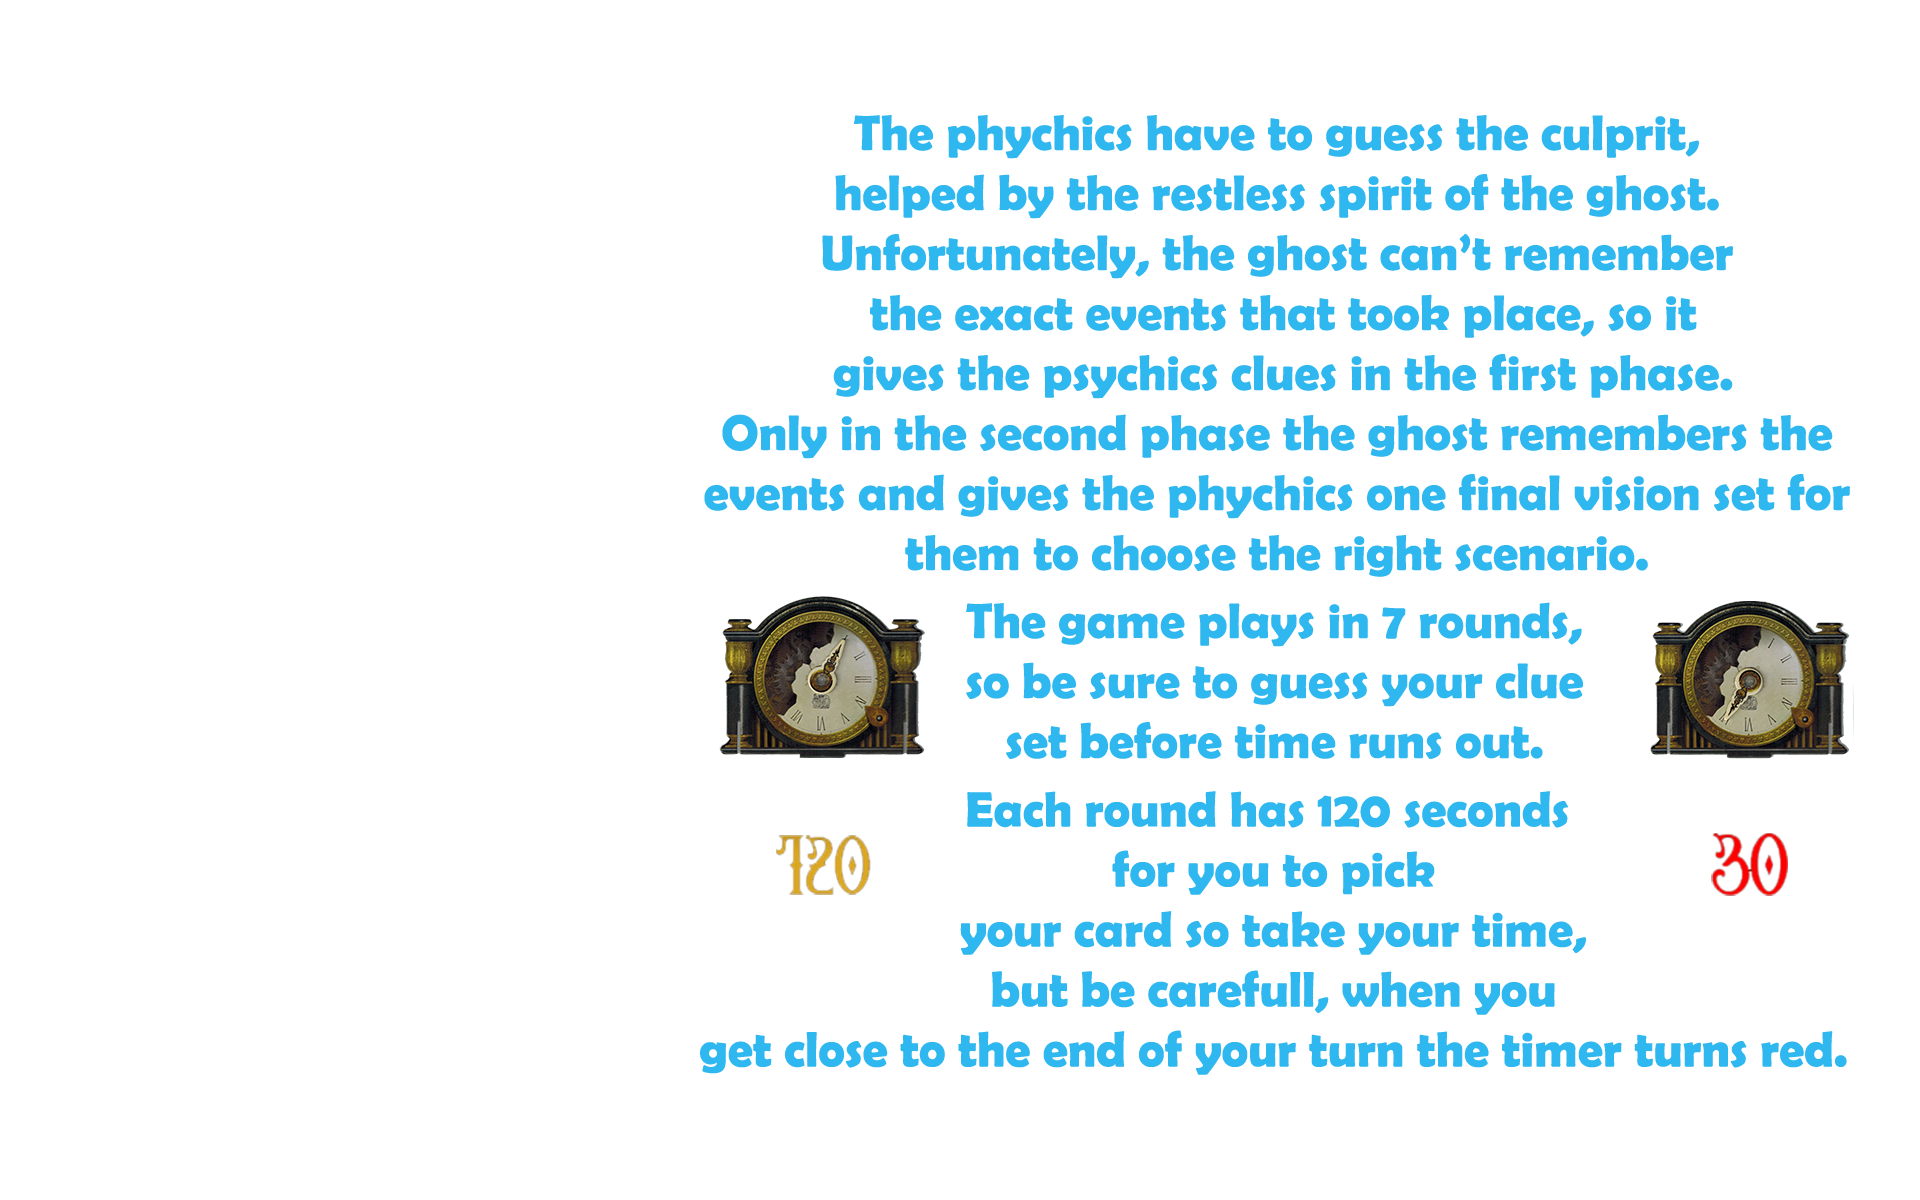 The phychics have to guess the culprit,
helped by the restless spirit of the ghost.
Unfortunately, the ghost can’t remember
the exact events that took place, so it
gives the psychics clues in the first phase.
Only in the second phase the ghost remembers the
events and gives the phychics one final vision set for
them to choose the right scenario.
The game plays in 7 rounds,
so be sure to guess your clue
set before time runs out.
Each round has 120 seconds
for you to pick
120
30
your card so take your time,
but be carefull, when you
get close to the end of your turn the timer turns red.